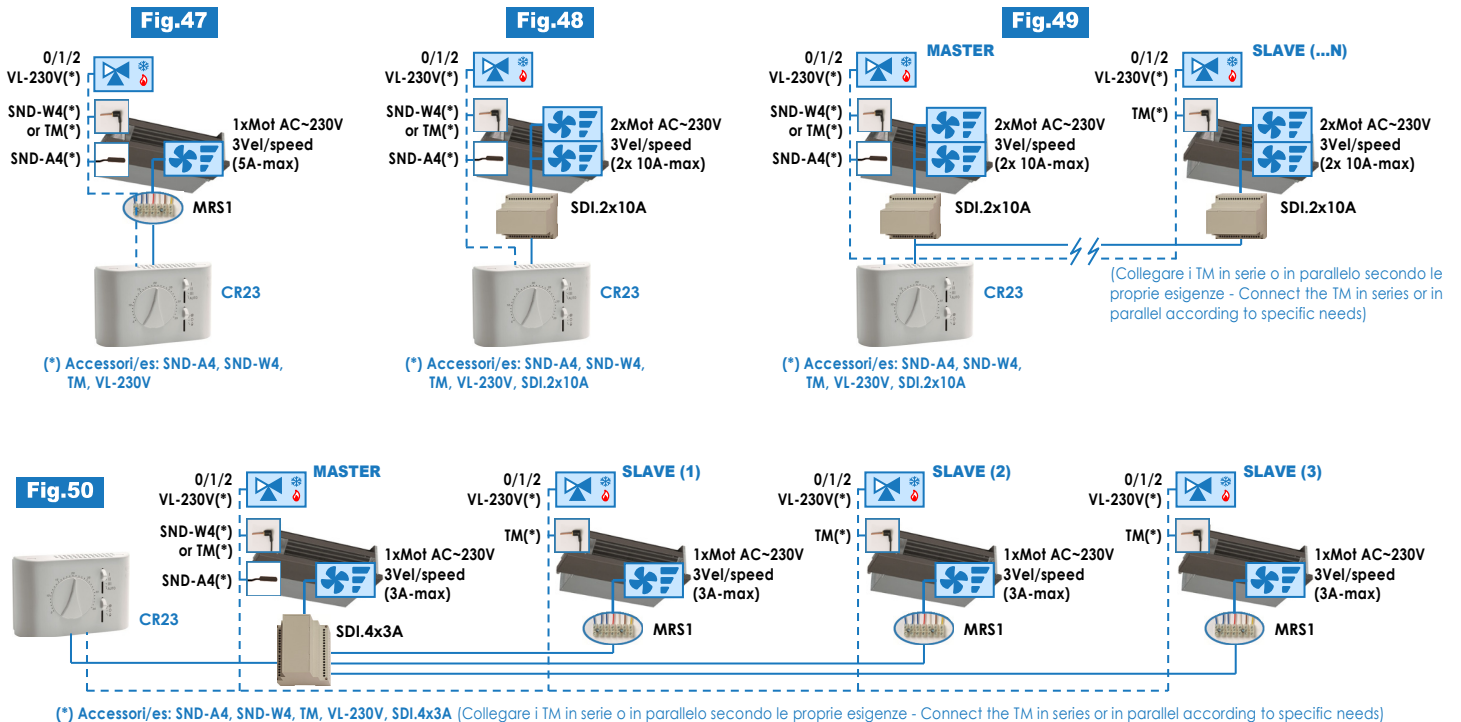 Fig.47
0/1/2
VL-230V(*)
SND-W4(*)
or TM(*)
SND-A4(*)
1xMot AC~230V
3Vel/speed
(5A-max)
MRS1
CR23
(*) Accessori/es: SND-A4, SND-W4,
TM, VL-230V
Fig.48
0/1/2
VL-230V(*)
SND-W4(*)
or TM(*)
SND-A4(*)
2xMot AC~230V
3Vel/speed
(2x 10A-max)
SDI.2x10A
CR23
(*) Accessori/es: SND-A4, SND-W4,
TM, VL-230V, SDI.2x10A
Fig.49
MASTER
0/1/2
VL-230V(*)
SND-W4(*)
or TM(*)
SND-A4(*)
2xMot AC~230V
3Vel/speed
(2x 10A-max)
SDI.2x10A
CR23
(*) Accessori/es: SND-A4, SND-W4,
TM, VL-230V, SDI.2x10A
SLAVE (...N)
0/1/2
VL-230V(*)
TM(*)
2xMot AC~230V
3Vel/speed
(2x 10A-max)
SDI.2x10A
(Collegare i TM in serie o in parallelo secondo le
proprie esigenze - Connect the TM in series or in
parallel according to specific needs)
Fig.50
CR23
MASTER
0/1/2
VL-230V(*)
SND-W4(*)
or TM(*)
SND-A4(*)
1xMot AC~230V
3Vel/speed
(3A-max)
SDI.4x3A
SLAVE (1)
0/1/2
VL-230V(*)
TM(*)
1xMot AC~230V
3Vel/speed
(3A-max)
MRS1
SLAVE (2)
0/1/2
VL-230V(*)
TM(*)
1xMot AC~230V
3Vel/speed
(3A-max)
MRS1
SLAVE (3)
0/1/2
VL-230V(*)
TM(*)
1xMot AC~230V
3Vel/speed
(3A-max)
MRS1
(*) Accessori/es: SND-A4, SND-W4, TM, VL-230V, SDI.4x3A (Collegare i TM in serie o in parallelo secondo le proprie esigenze - Connect the TM in series or in parallel according to specific needs)